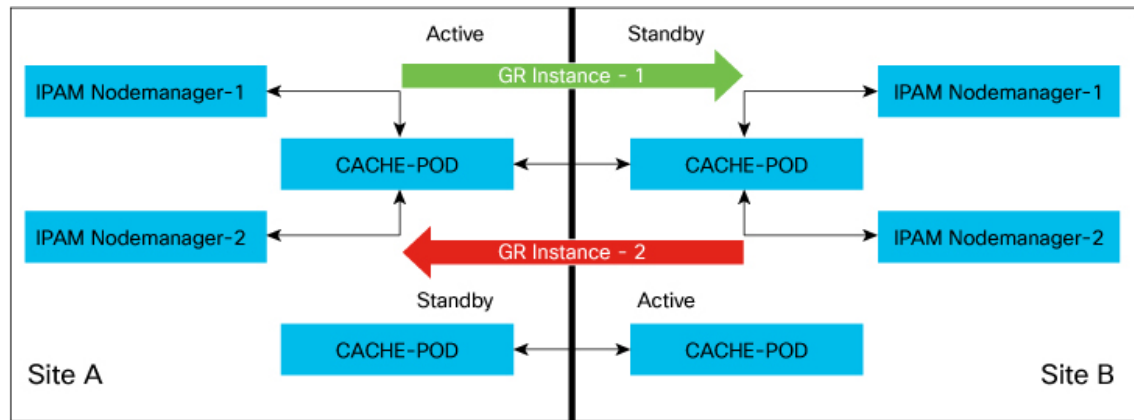 Active
Standby
GR Instance - 1
IPAM Nodemanager-1
IPAM Nodemanager-1
CACHE-POD
CACHE-POD
IPAM Nodemanager-2
IPAM Nodemanager-2
GR Instance - 2
Standby
Active
CACHE-POD
CACHE-POD
Site A
Site B